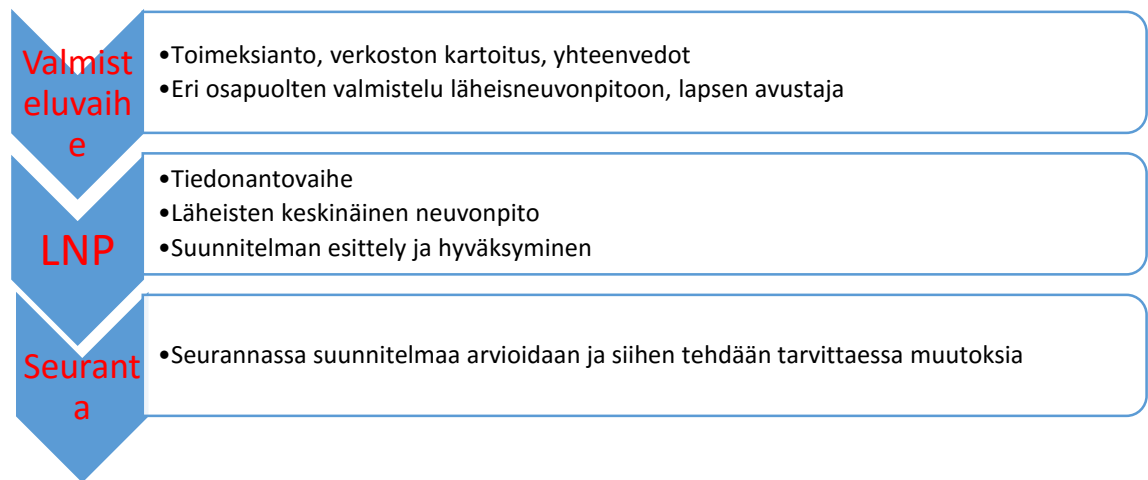 Valmist
eluvaih
e
•Toimeksianto, verkoston kartoitus, yhteenvedot
•Eri osapuolten valmistelu läheisneuvonpitoon, lapsen avustaja
LNP
•Tiedonantovaihe
•Läheisten keskinäinen neuvonpito
•Suunnitelman esittely ja hyväksyminen
Seurant
a
•Seurannassa suunnitelmaa arvioidaan ja siihen tehdään tarvittaessa muutoksia